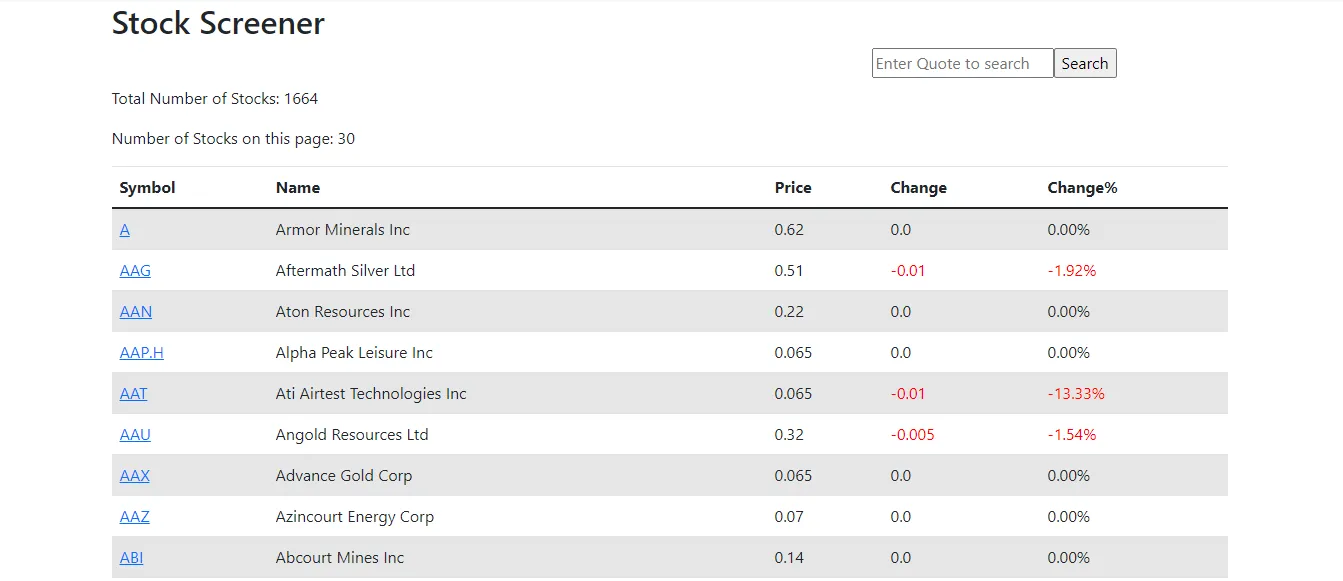 Stock Screener
Enter Quote to search Search
Total Number of Stocks: 1664
Number of Stocks on this page: 30
Symbol Name Price Change Change%
A Armor Minerals Inc 0.62 0.0 0.00%
AAG Aftermath Silver Ltd 0.51 -0.01 -1.92%
AAN Aton Resources Inc 0.22 0.0 0.00%
AAP.H Alpha Peak Leisure Inc 0.065 0.0 0.00%
AAT Ati Airtest Technologies Inc 0.065 -0.01 -13.33%
AAU Angold Resources Ltd 0.32 -0.005 -1.54%
AAX Advance Gold Corp 0.065 0.0 0.00%
AAZ Azincourt Energy Corp 0.07 0.0 0.00%
ABI Abcourt Mines Inc 0.14 0.0 0.00%